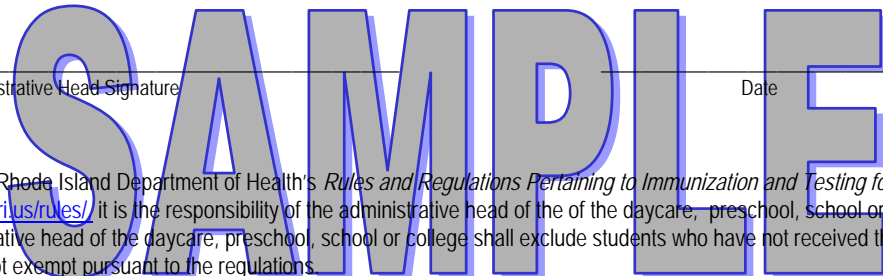 SAMPLE
strative Head Signature Date
Rhode Island Department of Health's Rules and Regulations Pertaining to Immunization and Testing fo
ri.us/rules/ it is the responsibility of the administrative head of the of the daycare, preschool, school or
ative head of the daycare, preschool, school or college shall exclude students who have not received th
ot exempt pursuant to the regulations.